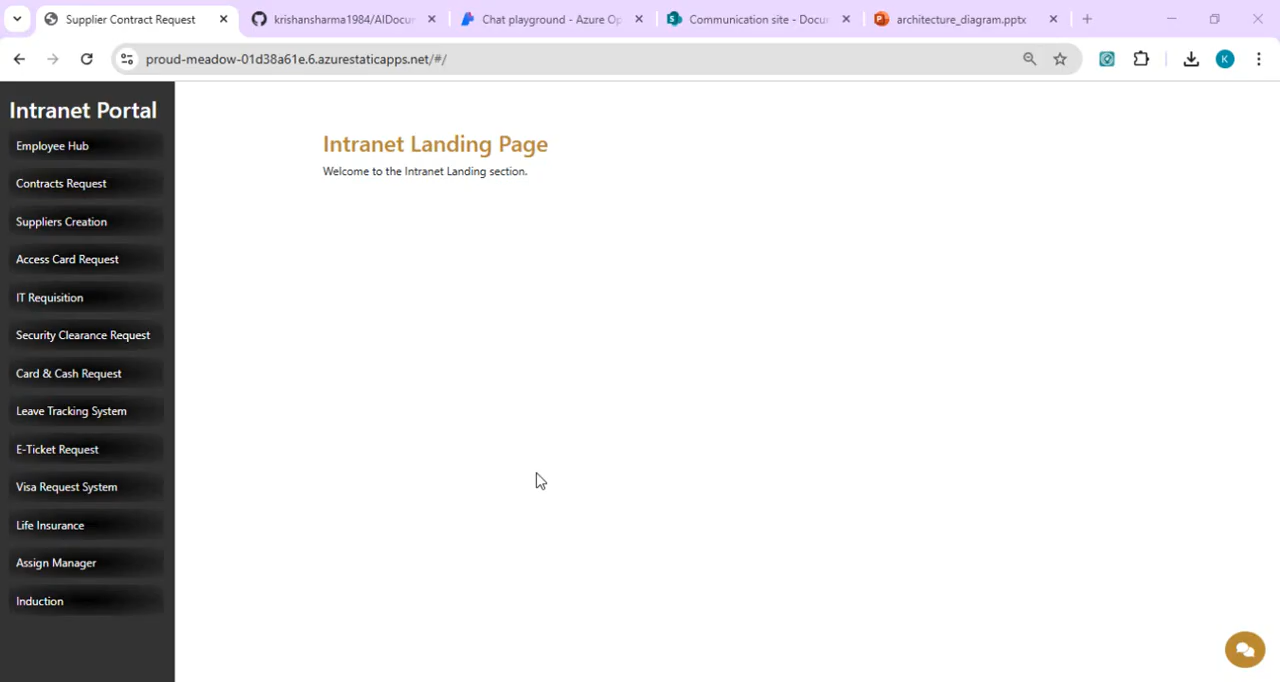 Supplier Contract Request
krishansharma1984/AIDocu
Chat playground - Azure Op
Communication site - Docu
architecture_diagram.pptx
proud-meadow-01d38a61e.6.azurestaticapps.net/#/
K
Intranet Portal
Employee Hub
Contracts Request
Suppliers Creation
Access Card Request
IT Requisition
Security Clearance Request
Card & Cash Request
Leave Tracking System
E-Ticket Request
Visa Request System
Life Insurance
Assign Manager
Induction
Intranet Landing Page
Welcome to the Intranet Landing section.